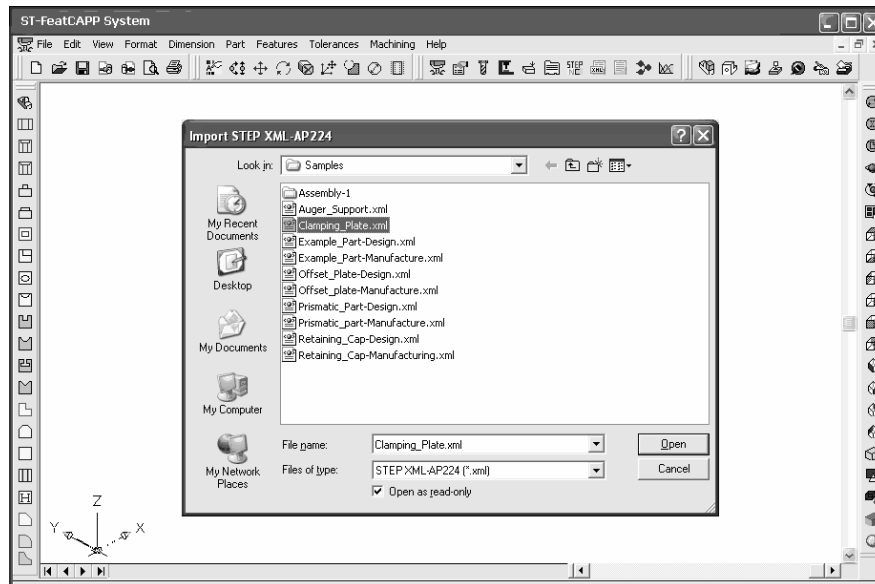 ST-FeatCAPP System
File Edit View Format Dimension Part Features Tolerances Machining Help
STEP
NC
XML
Import STEP XML-AP224
Look in: Samples
My Recent
Documents
Desktop
My Documents
My Computer
My Network
Places
Assembly-1
Auger_Support.xml
Clamping_Plate.xml
Example_Part-Design.xml
Example_Part-Manufacture.xml
Offset_Plate-Design.xml
Offset_plate-Manufacture.xml
Prismatic_Part-Design.xml
Prismatic_part-Manufacture.xml
Retaining_Cap-Design.xml
Retaining_Cap-Manufacturing.xml
File name: Clamping_Plate.xml Open
Files of type: STEP XML-AP224 (*.xml) Cancel
Open as read-only
Z
Y X